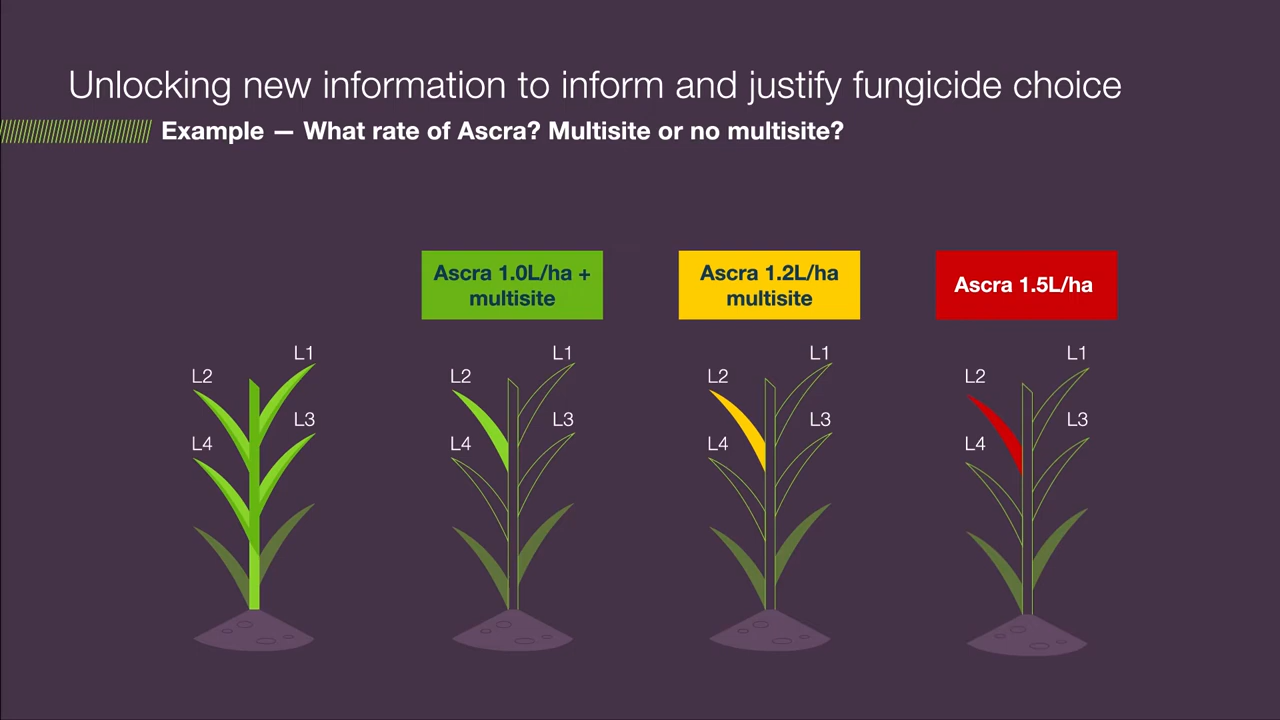 Unlocking new information to inform and justify fungicide choice
Example — What rate of Ascra? Multisite or no multisite?
Ascra 1.0L/ha +
multisite
Ascra 1.2L/ha
multisite
Ascra 1.5L/ha
L1
L2
L3
L4
L1
L2
L3
L4
L1
L2
L3
L4
L1
L2
L3
L4